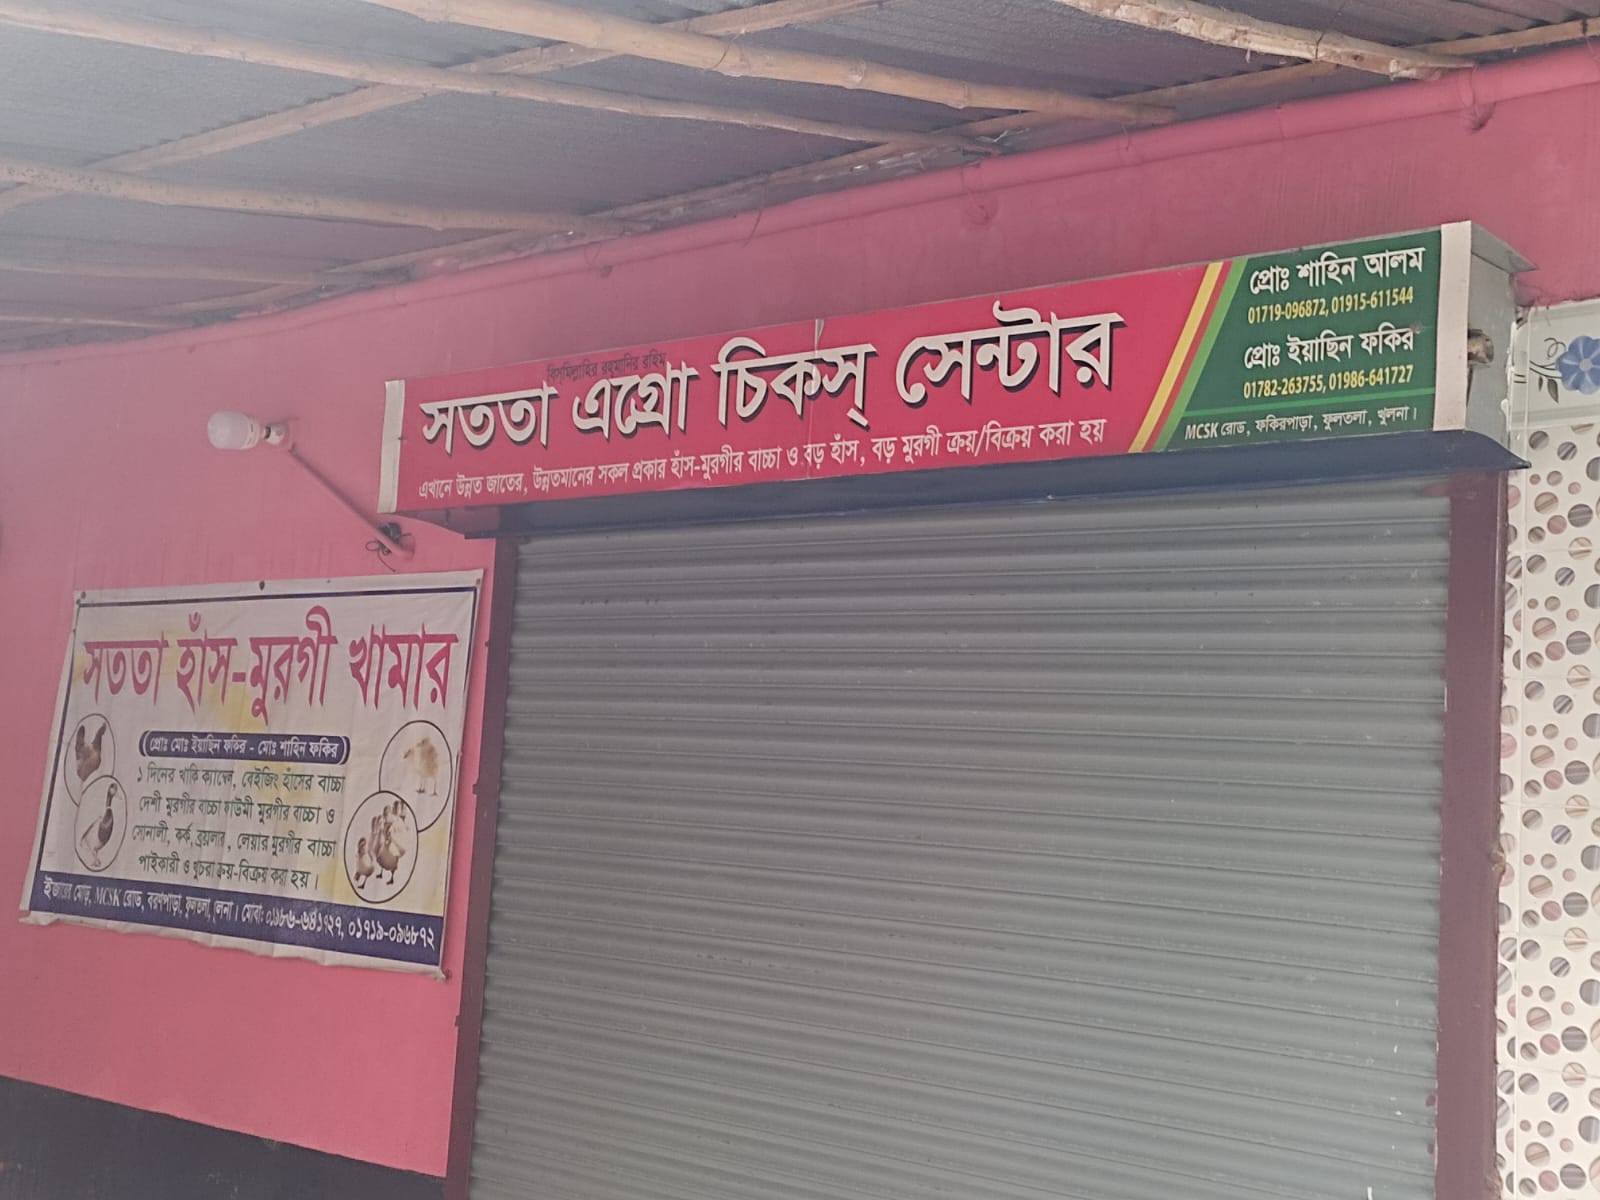 বিসমিল্লাহির রহমানির রহিম
সততা এগ্রো চিকস্ সেন্টার
এখানে উন্নত জাতের, উন্নতমানের সকল প্রকার হাঁস-মুরগীর বাচ্চা ও বড় হাঁস, বড় মুরগী ক্রয়/বিক্রয় করা হয়
প্রোঃ শাহিন আলম
01719-096872, 01915-611544
প্রোঃ ইয়াছিন ফকির
01782-263755, 01986-641727
MCSK রোড, ফকিরপাড়া, ফুলতলা, খুলনা।
সততা হাঁস-মুরগী খামার
প্রোঃ মোঃ ইয়াছিন ফকির - মোঃ শাহিন ফকির
১ দিনের খাকি ক্যাম্বেল, বেইজিং হাঁসের বাচ্চা
দেশী মুরগীর বাচ্চা ফাউমী মুরগীর বাচ্চা ও
সোনালী, কর্ক, ব্রয়লার, লেয়ার মুরগীর বাচ্চা
পাইকারী ও খুচরা ক্রয়-বিক্রয় করা হয়।
মোড়, MCSK রোড, ফুলতলা, খুলনা। মোবাঃ ০১৯৮৬-৬৪১৭২৭, ০১৭১৯-০৯৬৮৭২